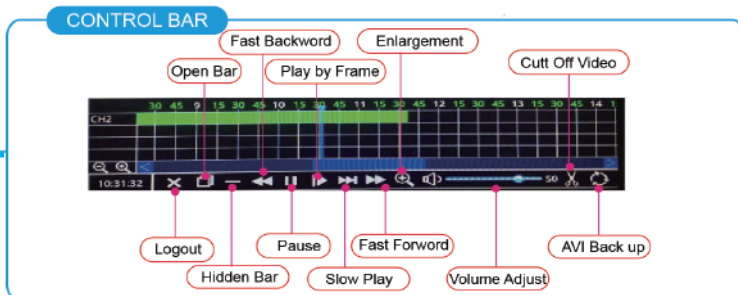 CONTROL BAR
Fast Backword
Enlargement
Cutt Off Video
Open Bar
Play by Frame
30 45 9 15 30 45 10 15 30 45 11 15 30 45 12 15 30 45 13 15 30 45 14 1
CH2
10:31:32
50
Logout
Pause
Fast Forword
AVI Back up
Hidden Bar
Slow Play
Volume Adjust